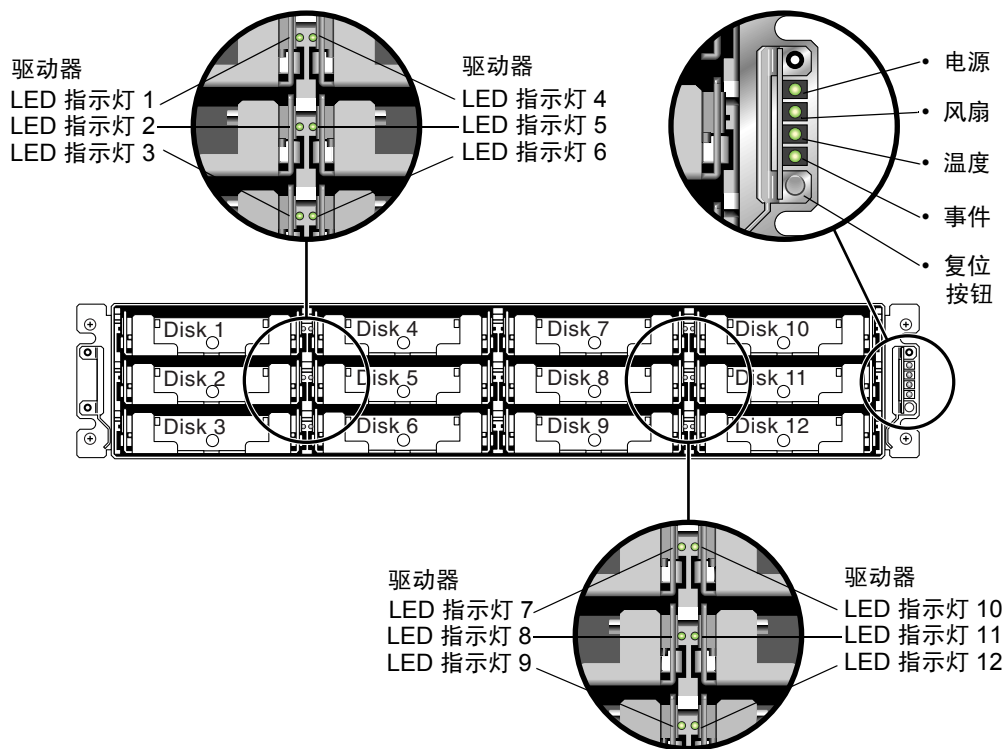 驱动器
LED 指示灯 1
LED 指示灯 2
LED 指示灯 3
驱动器
LED 指示灯 4
LED 指示灯 5
LED 指示灯 6
• 电源
• 风扇
• 温度
• 事件
• 复位
按钮
Disk 1
Disk 4
Disk 7
Disk 10
Disk 2
Disk 5
Disk 8
Disk 11
Disk 3
Disk 6
Disk 9
Disk 12
驱动器
LED 指示灯 7
LED 指示灯 8
LED 指示灯 9
驱动器
LED 指示灯 10
LED 指示灯 11
LED 指示灯 12